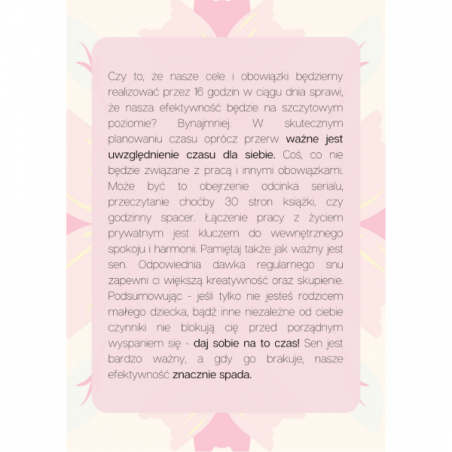 Czy to, że nasze cele i obowiązki będziemy
realizować przez 16 godzin w ciągu dnia sprawi,
że nasza efektywność będzie na szczytowym
poziomie? Bynajmniej. W skutecznym
planowaniu czasu oprócz przerw ważne jest
uwzględnienie czasu dla siebie. Coś, co nie
będzie związane z pracą i innymi obowiązkami.
Może być to obejrzenie odcinka serialu,
przeczytanie choćby 30 stron książki, czy
godzinny spacer. Łączenie pracy z życiem
prywatnym jest kluczem do wewnętrznego
spokoju i harmonii. Pamiętaj także jak ważny jest
sen. Odpowiednia dawka regularnego snu
zapewni ci większą kreatywność oraz skupienie.
Podsumowując - jeśli tylko nie jesteś rodzicem
małego dziecka, bądź inne niezależne od ciebie
czynniki nie blokują cię przed porządnym
wyspaniem się - daj sobie na to czas! Sen jest
bardzo ważny, a gdy go brakuje, nasze
efektywność znacznie spada.